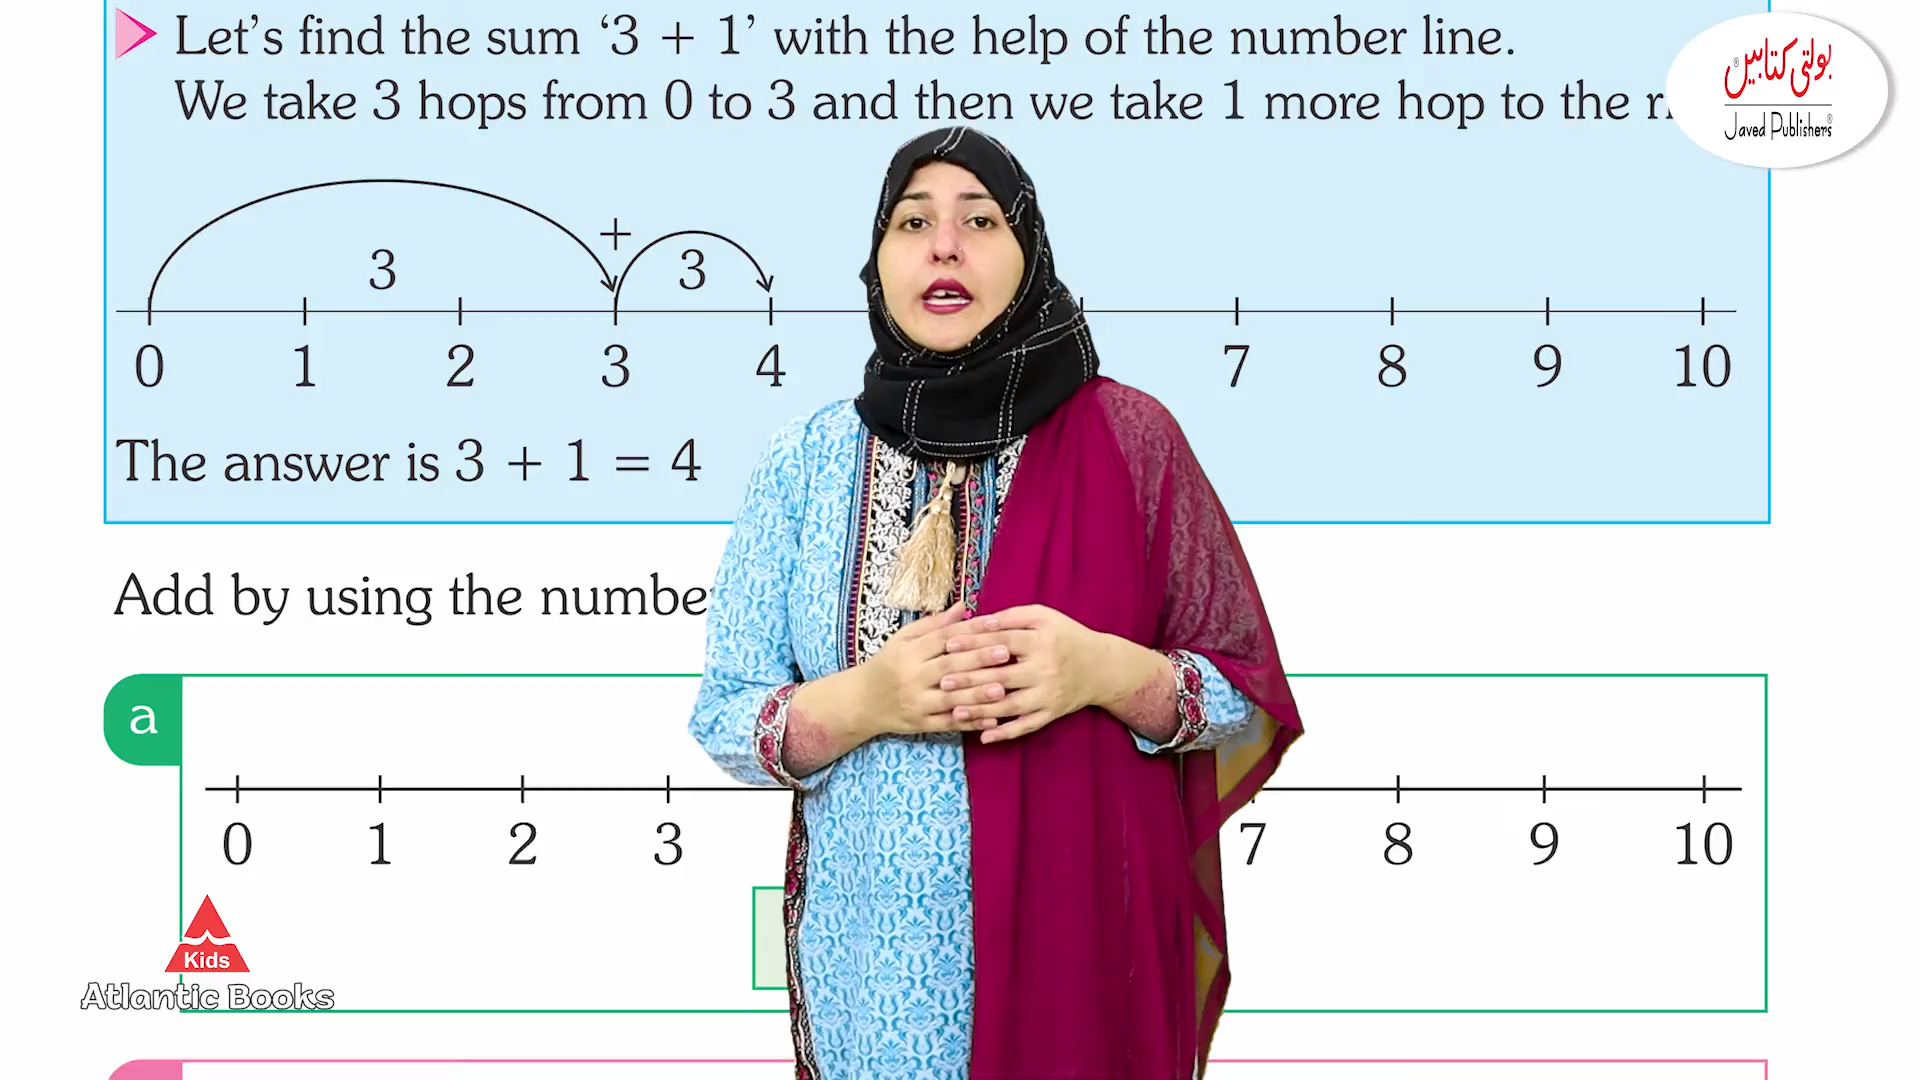 Let's find the sum ‘3 + 1’ with the help of the number line.
We take 3 hops from 0 to 3 and then we take 1 more hop to the
بولتی کتابیں
Javed Publishers
+
3 3
0 1 2 3 4 7 8 9 10
The answer is 3 + 1 = 4
Add by using the
a
0 1 2 3 7 8 9 10
Kids
Atlantic Books